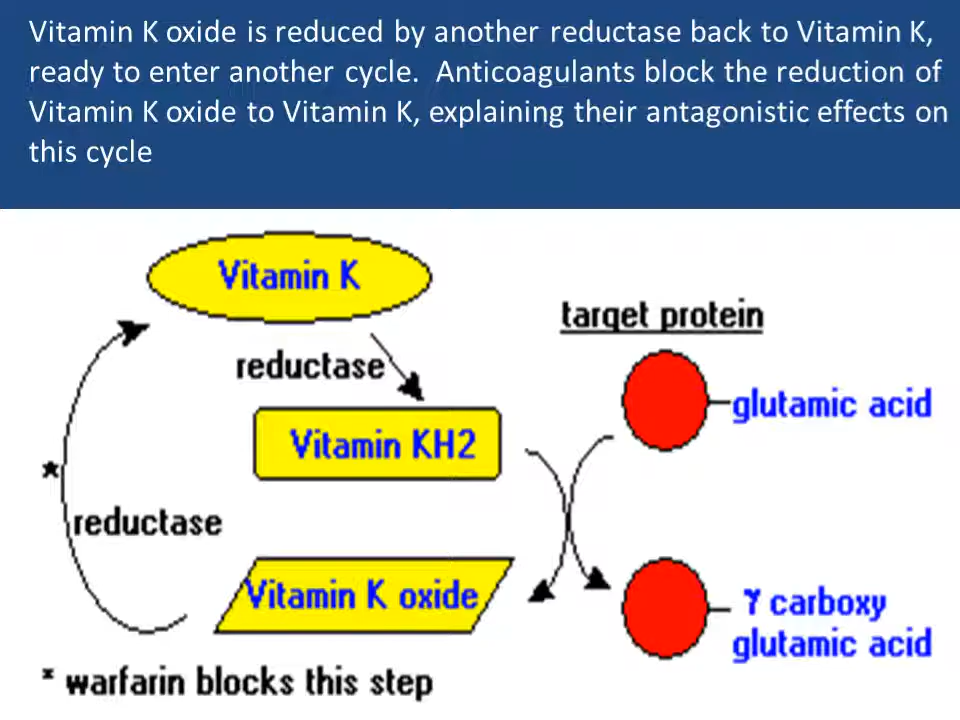 Vitamin K oxide is reduced by another reductase back to Vitamin K,
ready to enter another cycle.  Anticoagulants block the reduction of
Vitamin K oxide to Vitamin K, explaining their antagonistic effects on
this cycle
Vitamin K
target protein
reductase
glutamic acid
Vitamin KH2
*
reductase
Vitamin K oxide
γ carboxy
glutamic acid
* warfarin blocks this step